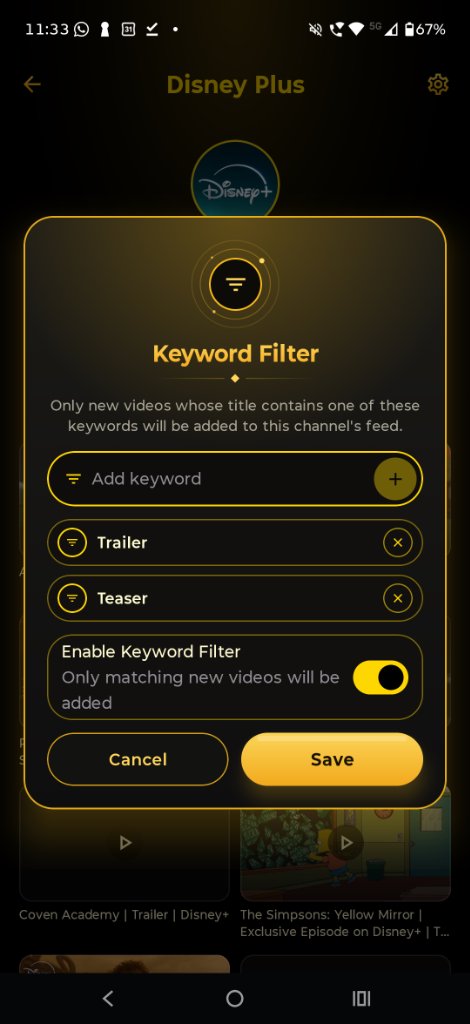 11:33
31
5G
67%
Disney Plus
Disney+
Keyword Filter
Only new videos whose title contains one of these
keywords will be added to this channel's feed.
Add keyword
Trailer
Teaser
Enable Keyword Filter
Only matching new videos will be
added
Cancel
Save
Coven Academy | Trailer | Disney+
The Simpsons: Yellow Mirror |
Exclusive Episode on Disney+ | T...